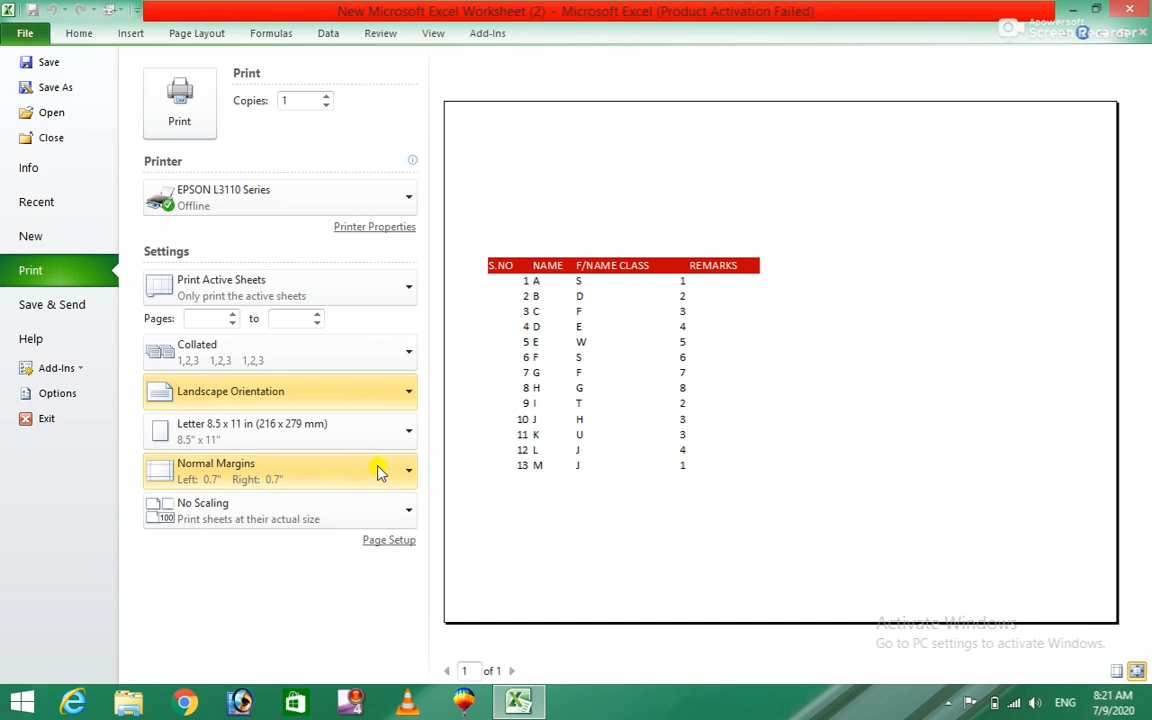 New Microsoft Excel Worksheet (2) - Microsoft Excel (Product Activation Failed)
Apowersoft
Screen Recorder
File Home Insert Page Layout Formulas Data Review View Add-Ins
Save
Save As
Open
Close
Info
Recent
New
Print
Save & Send
Help
Add-Ins
Options
Exit
Print
Print
Copies: 1
Printer
EPSON L3110 Series
Offline
Printer Properties
Settings
Print Active Sheets
Only print the active sheets
Pages: to
Collated
1,2,3 1,2,3 1,2,3
Landscape Orientation
Letter 8.5 x 11 in (216 x 279 mm)
8.5" x 11"
Normal Margins
Left: 0.7" Right: 0.7"
No Scaling
100 Print sheets at their actual size
Page Setup
S.NO NAME F/NAME CLASS REMARKS
1 A S 1
2 B D 2
3 C F 3
4 D E 4
5 E W 5
6 F S 6
7 G F 7
8 H G 8
9 I T 2
10 J H 3
11 K U 3
12 L J 4
13 M J 1
Activate Windows
Go to PC settings to activate Windows.
1 of 1
ENG
8:21 AM
7/9/2020